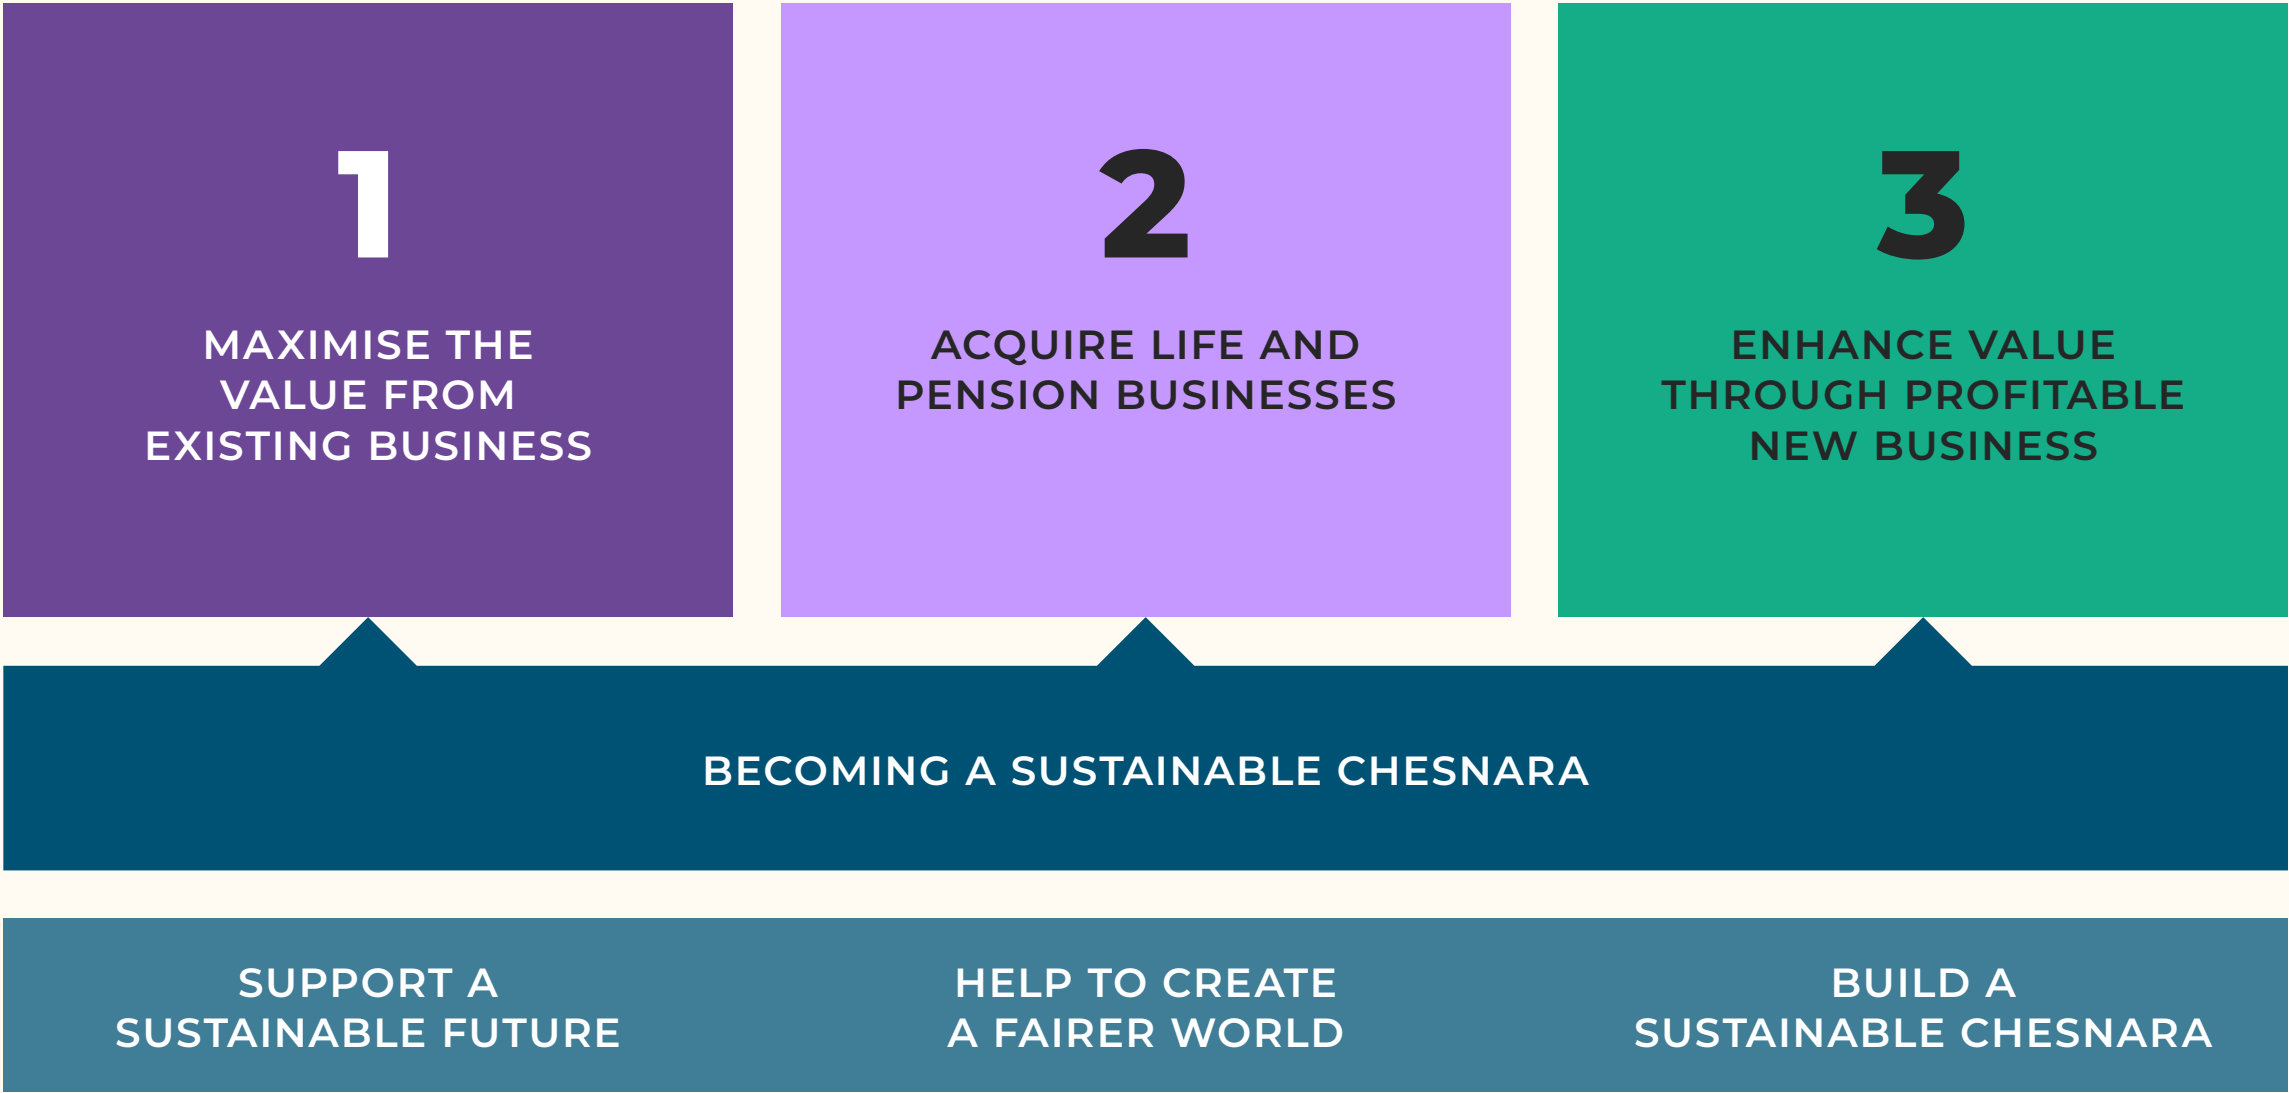 1
MAXIMISE THE
VALUE FROM
EXISTING BUSINESS
2
ACQUIRE LIFE AND
PENSION BUSINESSES
3
ENHANCE VALUE
THROUGH PROFITABLE
NEW BUSINESS
BECOMING A SUSTAINABLE CHESNARA
SUPPORT A
SUSTAINABLE FUTURE
HELP TO CREATE
A FAIRER WORLD
BUILD A
SUSTAINABLE CHESNARA